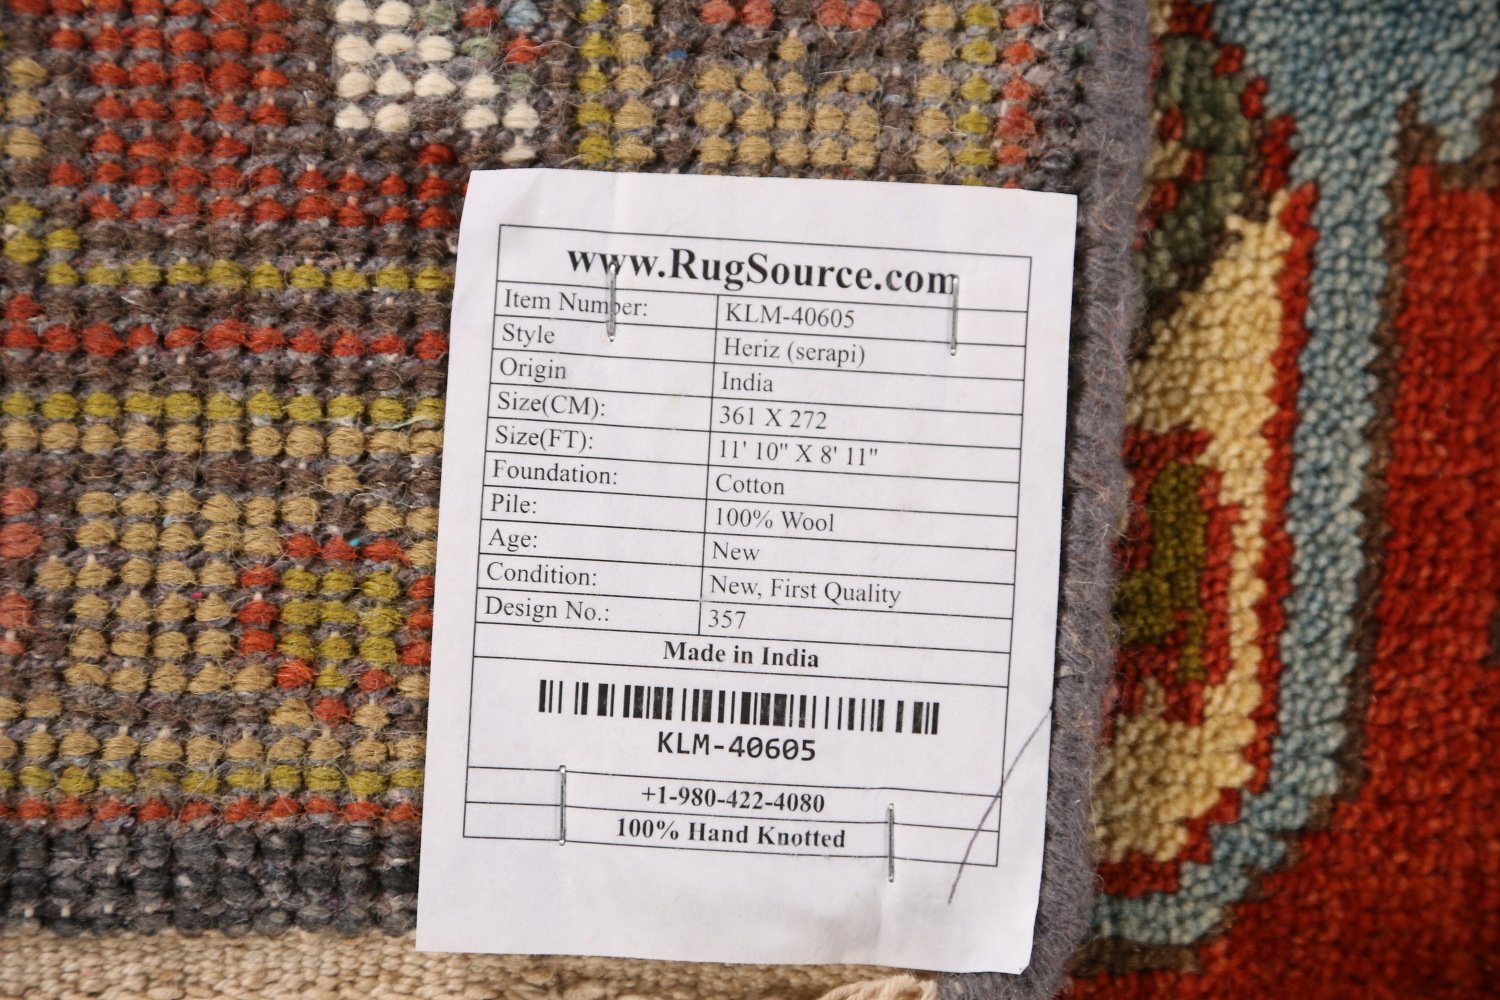 www.RugSource.com
Item Number: KLM-40605
Style Heriz (serapi)
Origin India
Size(CM): 361 X 272
Size(FT): 11' 10" X 8' 11"
Foundation: Cotton
Pile: 100% Wool
Age: New
Condition: New, First Quality
Design No.: 357
Made in India
KLM-40605
+1-980-422-4080
100% Hand Knotted